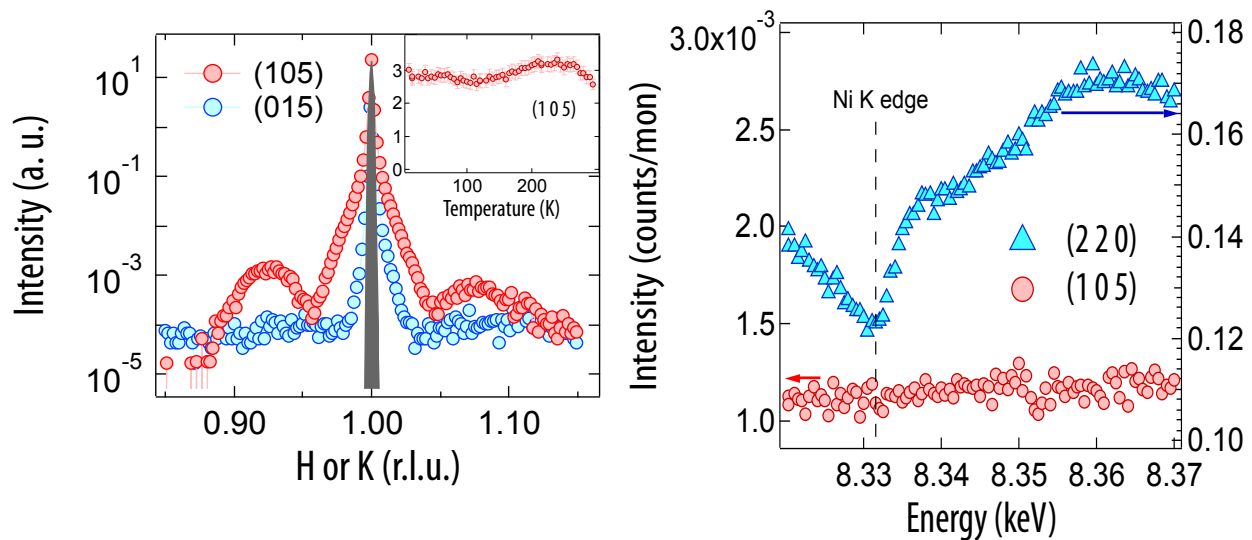 Intensity (a. u.)
10¹
10⁻¹
10⁻³
10⁻⁵
(105)
(015)
3
2
1
0
(1 0 5)
100
200
Temperature (K)
0.90
1.00
1.10
H or K (r.l.u.)
Intensity (counts/mon)
3.0x10⁻³
2.5
2.0
1.5
1.0
Ni K edge
(2 2 0)
(1 0 5)
0.18
0.16
0.14
0.12
0.10
8.33
8.34
8.35
8.36
8.37
Energy (keV)